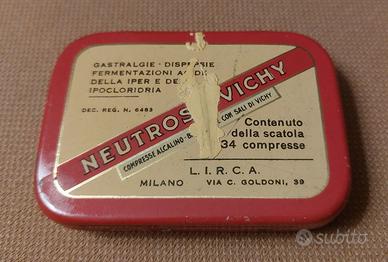 GASTRALGIE - DISPEPSIE
FERMENTAZIONI
DELLA IPER E DE
IPOCLORIDRIA
DEC. REG. N. 6483
NEUTROS VICHY
COMPRESSE ALCALINO - B CON SALI DI VICHY
Contenuto
della scatola
34 compresse
L. I. R. C. A.
MILANO VIA C. GOLDONI, 39
subito